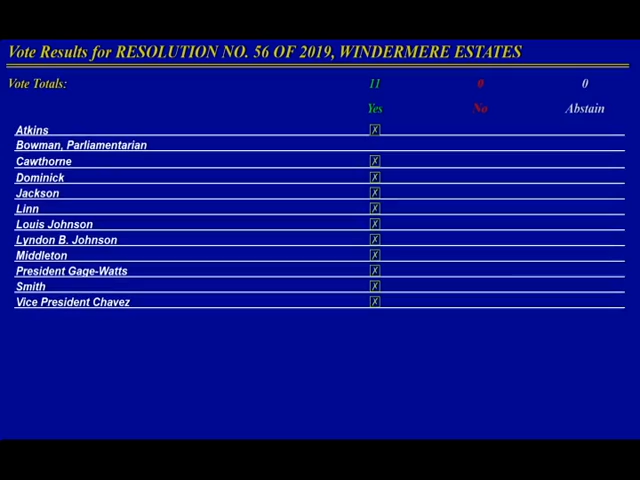 Vote Results for RESOLUTION NO. 56 OF 2019, WINDERMERE ESTATES
Vote Totals: 11 0 0
Yes No Abstain
Atkins ☒
Bowman, Parliamentarian
Cawthorne ☒
Dominick ☒
Jackson ☒
Linn ☒
Louis Johnson ☒
Lyndon B. Johnson ☒
Middleton ☒
President Gage-Watts ☒
Smith ☒
Vice President Chavez ☒